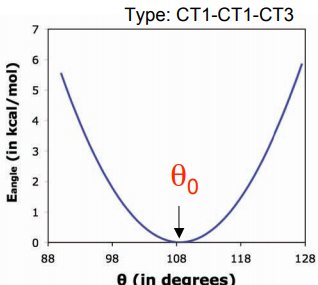 Type: CT1-CT1-CT3
7
6
5
4
3
2
1
0
Eangle (in kcal/mol)
θ0
88 98 108 118 128
θ (in degrees)